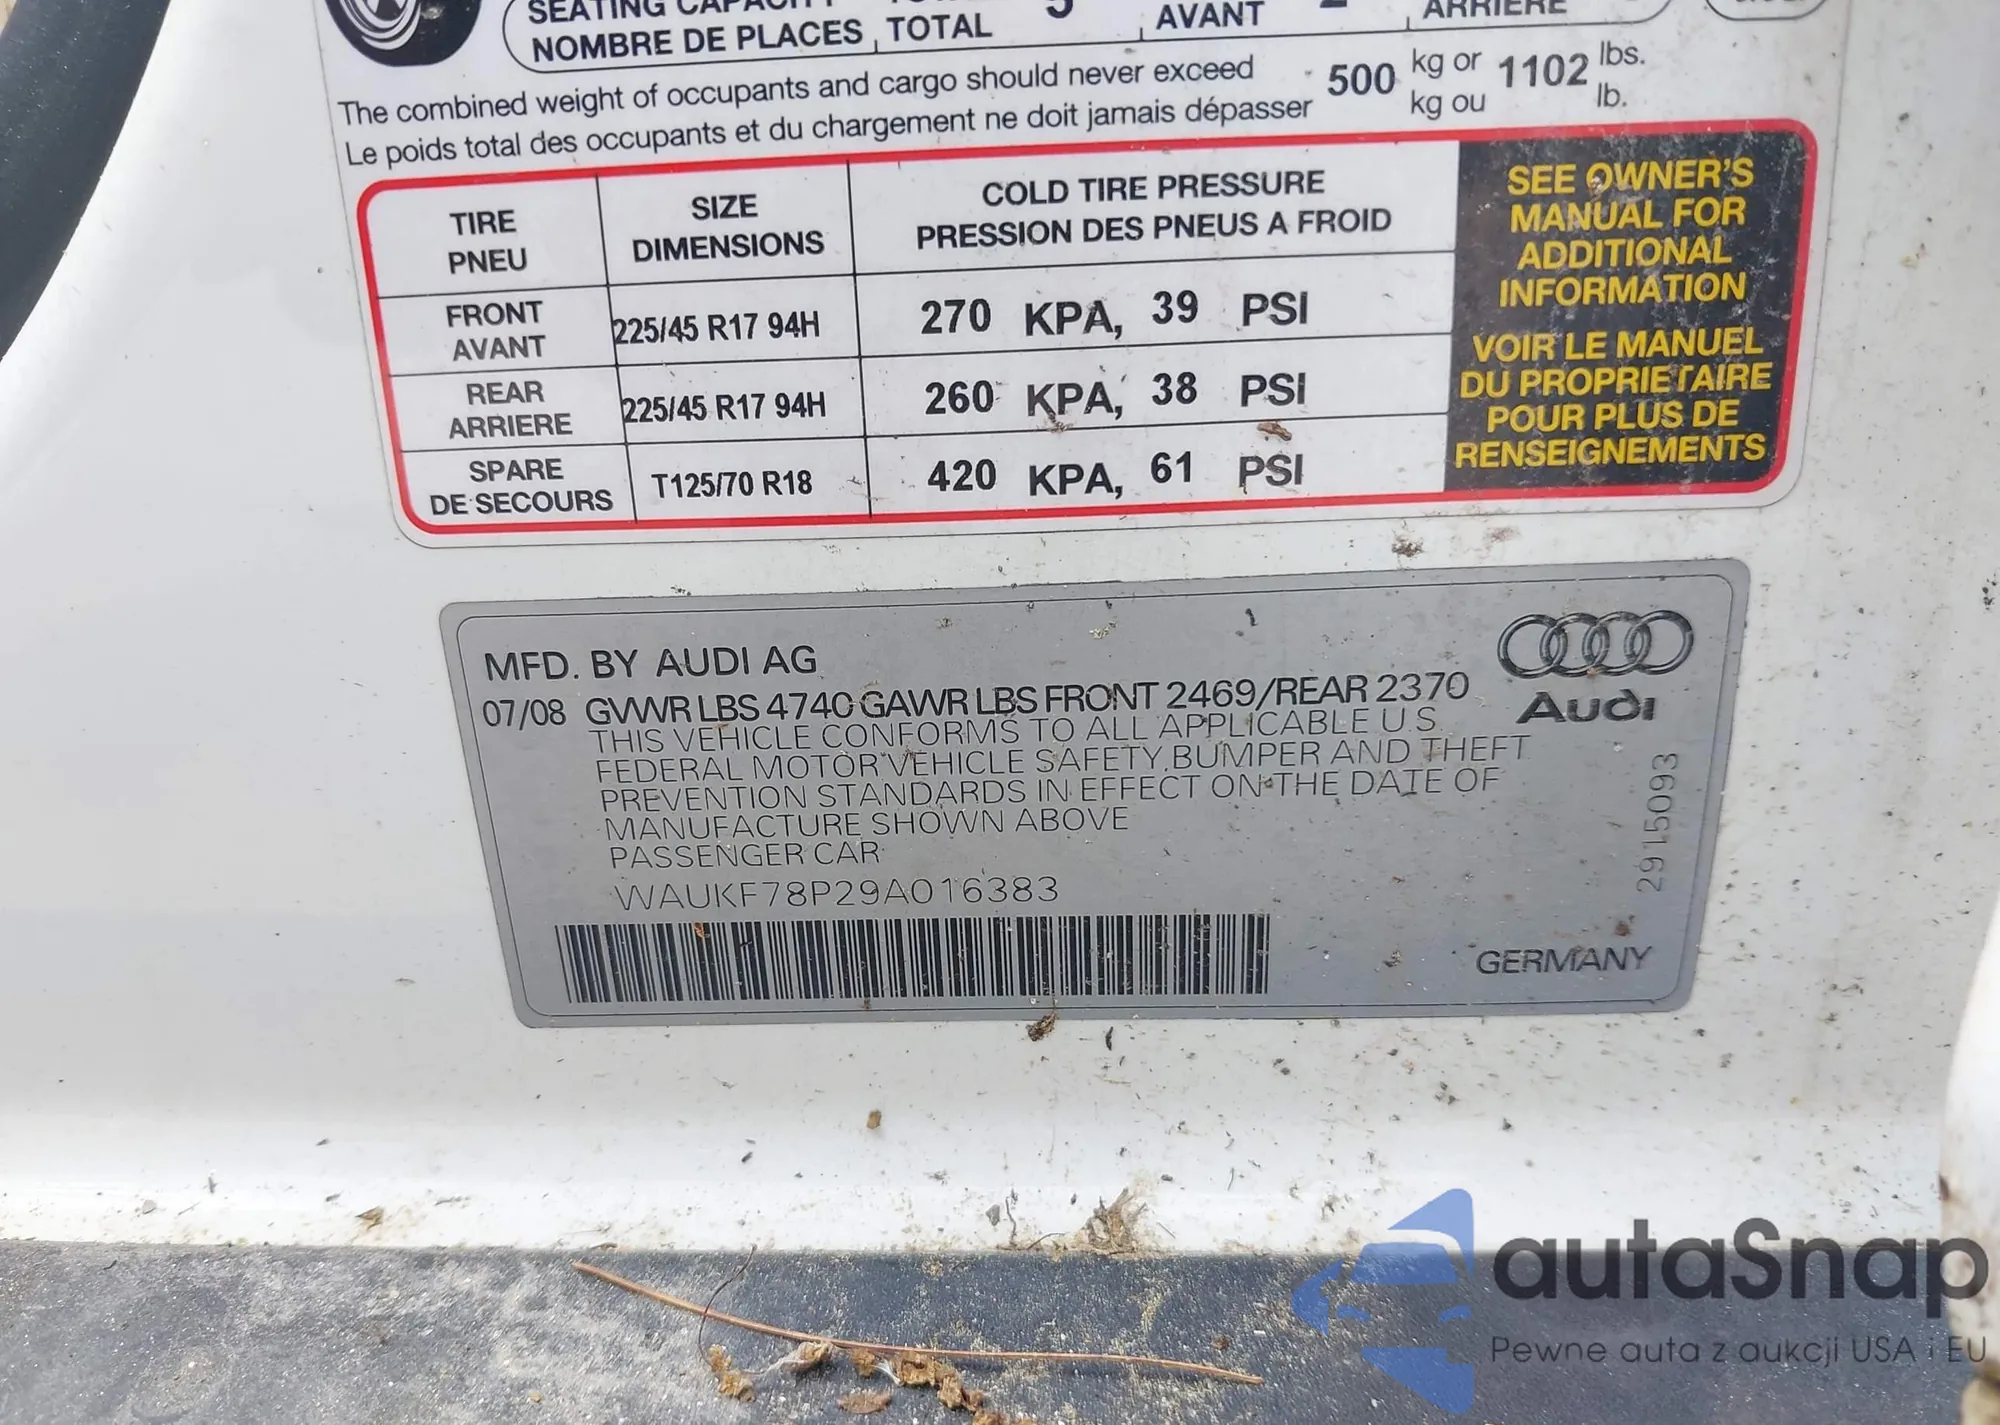 SEATING CAPACITY
NOMBRE DE PLACES TOTAL 5 AVANT 2 ARRIÈRE
The combined weight of occupants and cargo should never exceed 500 kg or 1102 lbs.
Le poids total des occupants et du chargement ne doit jamais dépasser kg ou lb.
TIRE PNEU
SIZE DIMENSIONS
COLD TIRE PRESSURE
PRESSION DES PNEUS A FROID
FRONT AVANT 225/45 R17 94H 270 KPA, 39 PSI
REAR ARRIERE 225/45 R17 94H 260 KPA, 38 PSI
SPARE DE SECOURS T125/70 R18 420 KPA, 61 PSI
SEE OWNER'S
MANUAL FOR
ADDITIONAL
INFORMATION
VOIR LE MANUEL
DU PROPRIETAIRE
POUR PLUS DE
RENSEIGNEMENTS
MFD. BY AUDI AG
07/08 GVWR LBS 4740 GAWR LBS FRONT 2469/REAR 2370
THIS VEHICLE CONFORMS TO ALL APPLICABLE U.S.
FEDERAL MOTOR VEHICLE SAFETY, BUMPER AND THEFT
PREVENTION STANDARDS IN EFFECT ON THE DATE OF
MANUFACTURE SHOWN ABOVE
PASSENGER CAR
WAUKF78P29A016383
Audi
2915093
GERMANY
autaSnap
Pewne auta z aukcji USA i EU